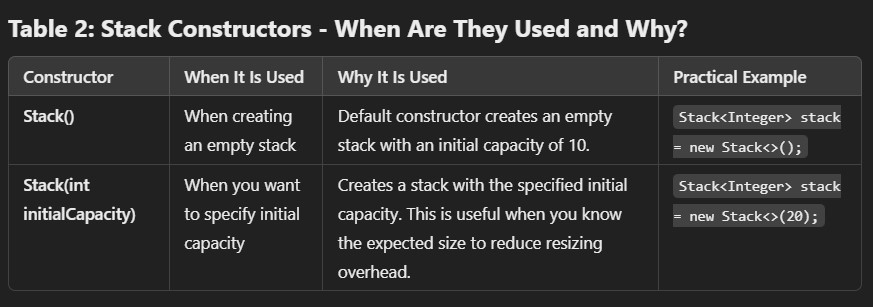 Table 2: Stack Constructors - When Are They Used and Why?
Constructor When It Is Used Why It Is Used Practical Example
Stack() When creating Default constructor creates an empty Stack<Integer> stack
an empty stack stack with an initial capacity of 10. = new Stack<>();
Stack(int When you want Creates a stack with the specified initial Stack<Integer> stack
initialCapacity) to specify initial capacity. This is useful when you know = new Stack<>(20);
capacity the expected size to reduce resizing
overhead.